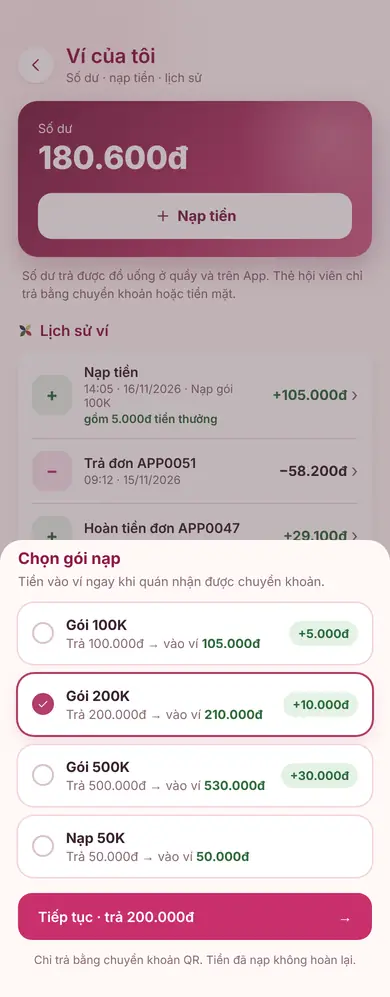 Ví của tôi
Số dư · nạp tiền · lịch sử
Số dư
180.600đ
+ Nạp tiền
Số dư trả được đồ uống ở quầy và trên App. Thẻ hội viên chỉ
trả bằng chuyển khoản hoặc tiền mặt.
Lịch sử ví
Nạp tiền
14:05 · 16/11/2026 · Nạp gói
100K
gồm 5.000đ tiền thưởng
+105.000đ
Trả đơn APP0051
09:12 · 15/11/2026
−58.200đ
Hoàn tiền đơn APP0047
+29.100đ
Chọn gói nạp
Tiền vào ví ngay khi quán nhận được chuyển khoản.
Gói 100K
Trả 100.000đ → vào ví 105.000đ
+5.000đ
Gói 200K
Trả 200.000đ → vào ví 210.000đ
+10.000đ
Gói 500K
Trả 500.000đ → vào ví 530.000đ
+30.000đ
Nạp 50K
Trả 50.000đ → vào ví 50.000đ
Tiếp tục · trả 200.000đ →
Chỉ trả bằng chuyển khoản QR. Tiền đã nạp không hoàn lại.